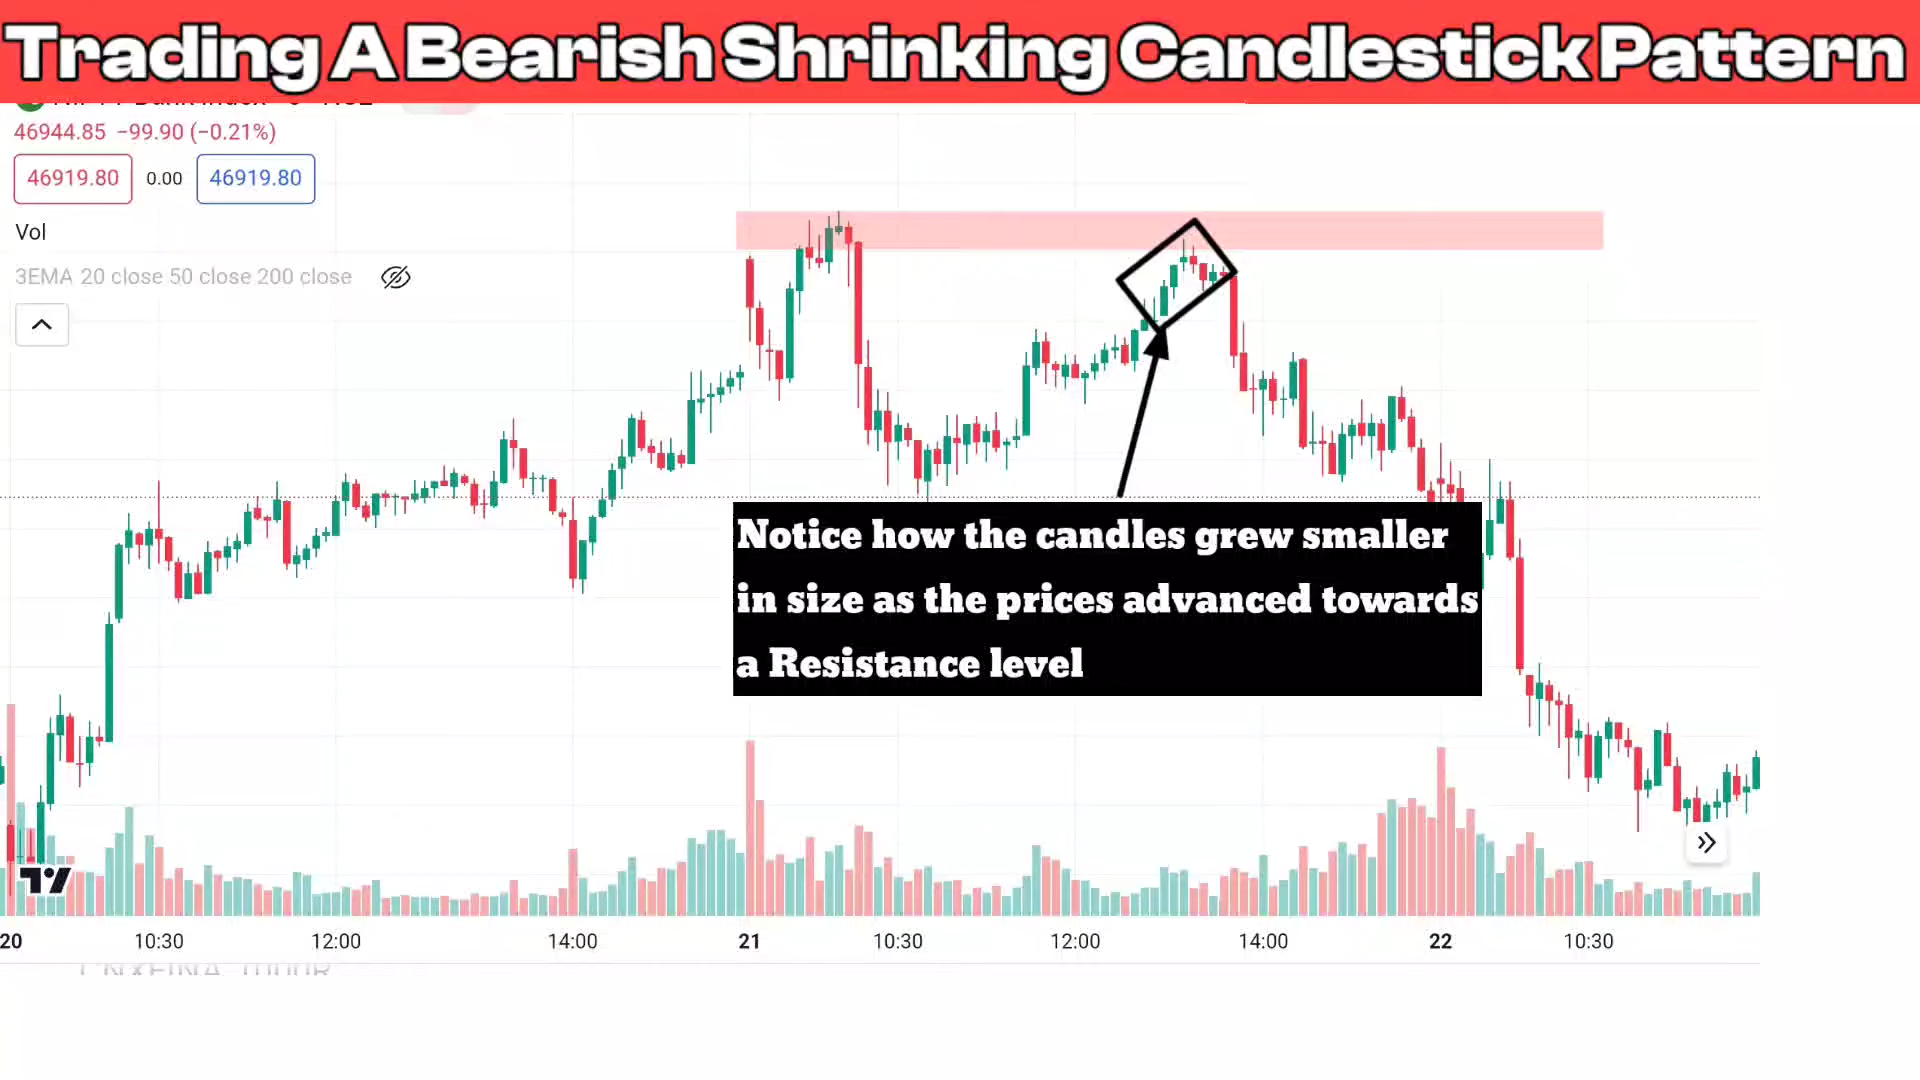 Trading A Bearish Shrinking Candlestick Pattern
46944.85 −99.90 (−0.21%)
46919.80 0.00 46919.80
Vol
3EMA 20 close 50 close 200 close
Notice how the candles grew smaller
in size as the prices advanced towards
a Resistance level
20 10:30 12:00 14:00 21 10:30 12:00 14:00 22 10:30